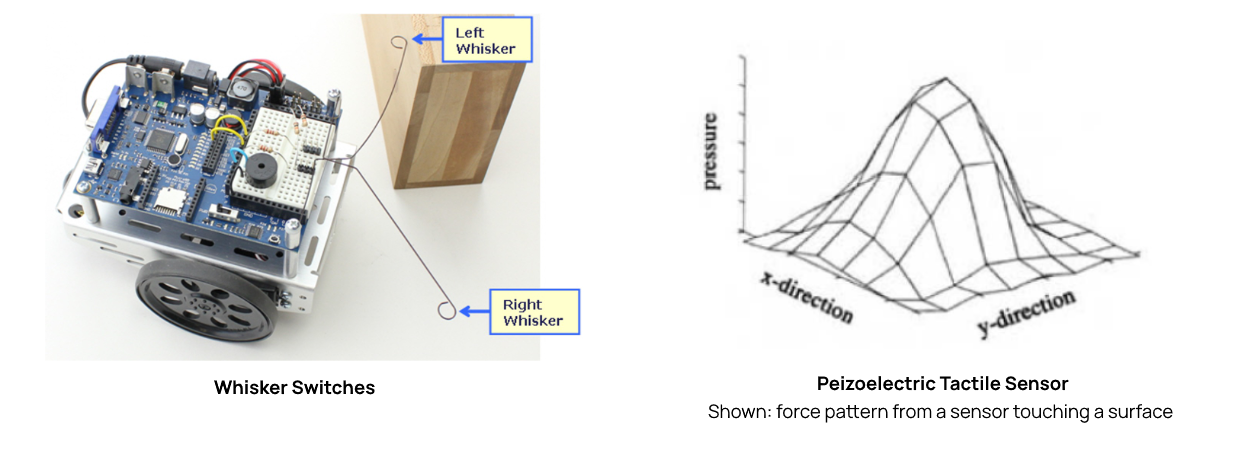 Left
Whisker
Right
Whisker
Whisker Switches
pressure
x-direction
y-direction
Peizoelectric Tactile Sensor
Shown: force pattern from a sensor touching a surface